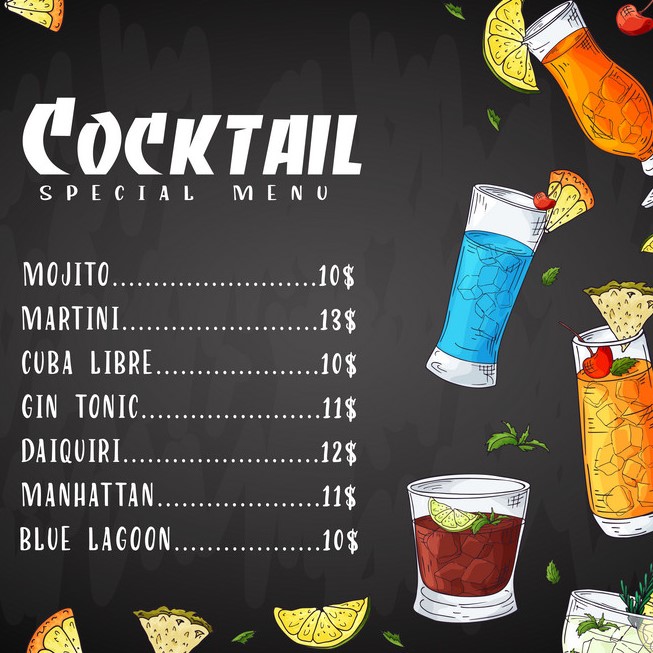 COCKTAIL
SPECIAL MENU
MOJITO.........................10$
MARTINI........................13$
CUBA LIBRE....................10$
GIN TONIC......................11$
DAIQUIRI........................12$
MANHATTAN....................11$
BLUE LAGOON..................10$